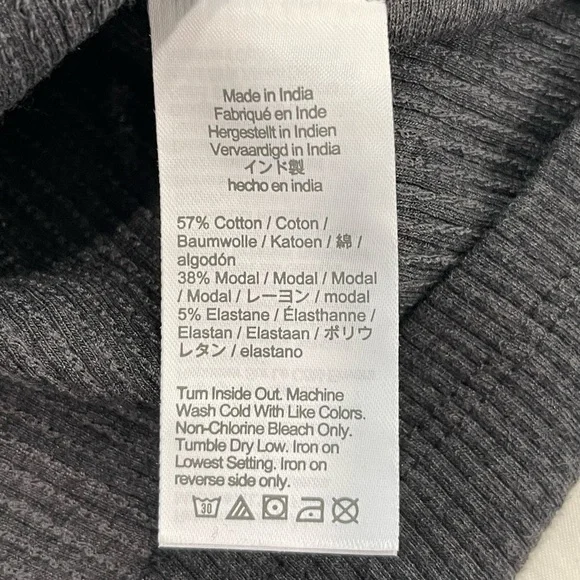 Made in India
Fabriqué en Inde
Hergestellt in Indien
Vervaardigd in India
インド製
hecho en india
57% Cotton / Coton /
Baumwolle / Katoen / 綿 /
algodón
38% Modal / Modal / Modal
/ Modal / レーヨン / modal
5% Elastane / Élasthanne /
Elastan / Elastaan / ポリウ
レタン / elastano
Turn Inside Out. Machine
Wash Cold With Like Colors.
Non-Chlorine Bleach Only.
Tumble Dry Low. Iron on
Lowest Setting. Iron on
reverse side only.
30